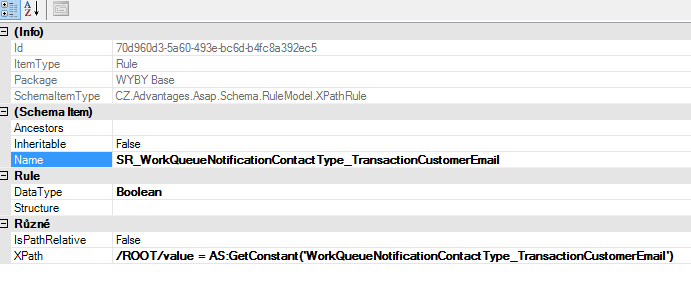 (Info)
Id 70d960d3-5a60-493e-bc6d-b4fc8a392ec5
ItemType Rule
Package WYBY Base
SchemaItemType CZ.Advantages.Asap.Schema.RuleModel.XPathRule
(Schema Item)
Ancestors
Inheritable False
Name SR_WorkQueueNotificationContactType_TransactionCustomerEmail
Rule
DataType Boolean
Structure
Různé
IsPathRelative False
XPath /ROOT/value = AS:GetConstant('WorkQueueNotificationContactType_TransactionCustomerEmail')